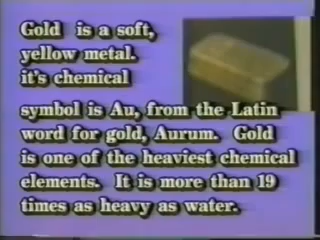 Gold is a soft,
yellow metal.
it's chemical
symbol is Au, from the Latin
word for gold, Aurum. Gold
is one of the heaviest chemical
elements. It is more than 19
times as heavy as water.